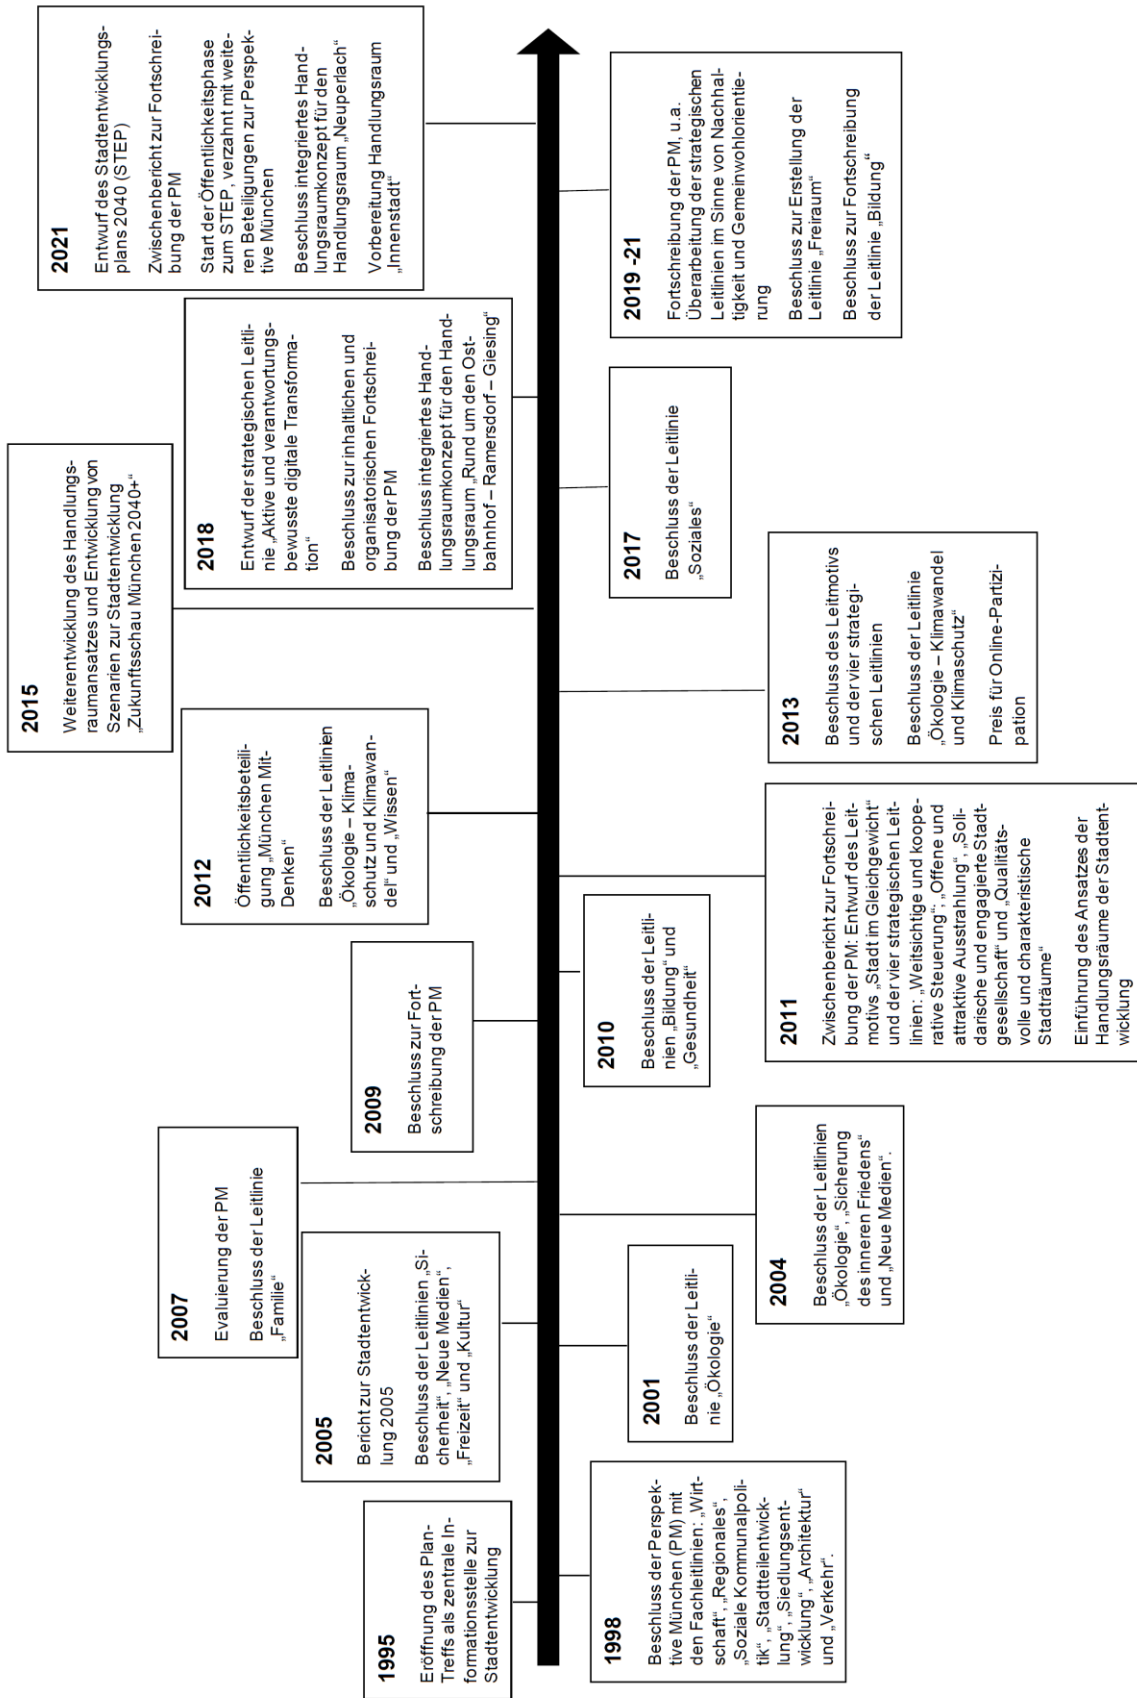 1995
Eröffnung des Plan-
Treffs als zentrale In-
formationsstelle zur
Stadtentwicklung
1998
Beschluss der Perspek-
tive München (PM) mit
den Fachleitlinien: „Wirt-
schaft“, „Regionales“,
„Soziale Kommunalpoli-
tik“, „Stadtteilentwick-
lung“, „Siedlungsent-
wicklung“, „Architektur“
und „Verkehr“.
2001
Beschluss der Leitli-
nie „Ökologie“
2004
Beschluss der Leitlinien
„Ökologie“, „Sicherung
des inneren Friedens“
und „Neue Medien“.
2005
Bericht zur Stadtentwick-
lung 2005
Beschluss der Leitlinien „Si-
cherheit“, „Neue Medien“,
„Freizeit“ und „Kultur“
2007
Evaluierung der PM
Beschluss der Leitlinie
„Familie“
2009
Beschluss zur Fort-
schreibung der PM
2010
Beschluss der Leitli-
nien „Bildung“ und
„Gesundheit“
2011
Zwischenbericht zur Fortschrei-
bung der PM: Entwurf des Leit-
motivs „Stadt im Gleichgewicht“
und der vier strategischen Leit-
linien: „Weitsichtige und koope-
rative Steuerung“, „Offene und
attraktive Ausstrahlung“, „Soli-
darische und engagierte Stadt-
gesellschaft“ und „Qualitäts-
volle und charakteristische
Stadträume“
Einführung des Ansatzes der
Handlungsräume der Stadtent-
wicklung
2012
Öffentlichkeitsbeteili-
gung „München Mit-
Denken“
Beschluss der Leitlinien
„Ökologie – Klima-
schutz und Klimawan-
del“ und „Wissen“
2013
Beschluss des Leitmotivs
und der vier strategi-
schen Leitlinien
Beschluss der Leitlinie
„Ökologie – Klimawandel
und Klimaschutz“
Preis für Online-Partizi-
pation
2015
Weiterentwicklung des Handlungs-
raumansatzes und Entwicklung von
Szenarien zur Stadtentwicklung
„Zukunftsschau München 2040+“
2017
Beschluss der Leitlinie
„Soziales“
2018
Entwurf der strategischen Leitli-
nie „Aktive und verantwortungs-
bewusste digitale Transforma-
tion“
Beschluss zur inhaltlichen und
organisatorischen Fortschrei-
bung der PM
Beschluss integriertes Hand-
lungsraumkonzept für den Hand-
lungsraum „Rund um den Ost-
bahnhof – Ramersdorf – Giesing“
2019 -21
Fortschreibung der PM, u.a.
Überarbeitung der strategischen
Leitlinien im Sinne von Nachhal-
tigkeit und Gemeinwohlorientie-
rung
Beschluss zur Erstellung der
Leitlinie „Freiraum“
Beschluss zur Fortschreibung
der Leitlinie „Bildung“
2021
Entwurf des Stadtentwicklungs-
plans 2040 (STEP)
Zwischenbericht zur Fortschrei-
bung der PM
Start der Öffentlichkeitsphase
zum STEP, verzahnt mit weite-
ren Beteiligungen zur Perspek-
tive München
Beschluss integriertes Hand-
lungsraumkonzept für den
Handlungsraum „Neuperlach“
Vorbereitung Handlungsraum
„Innenstadt“